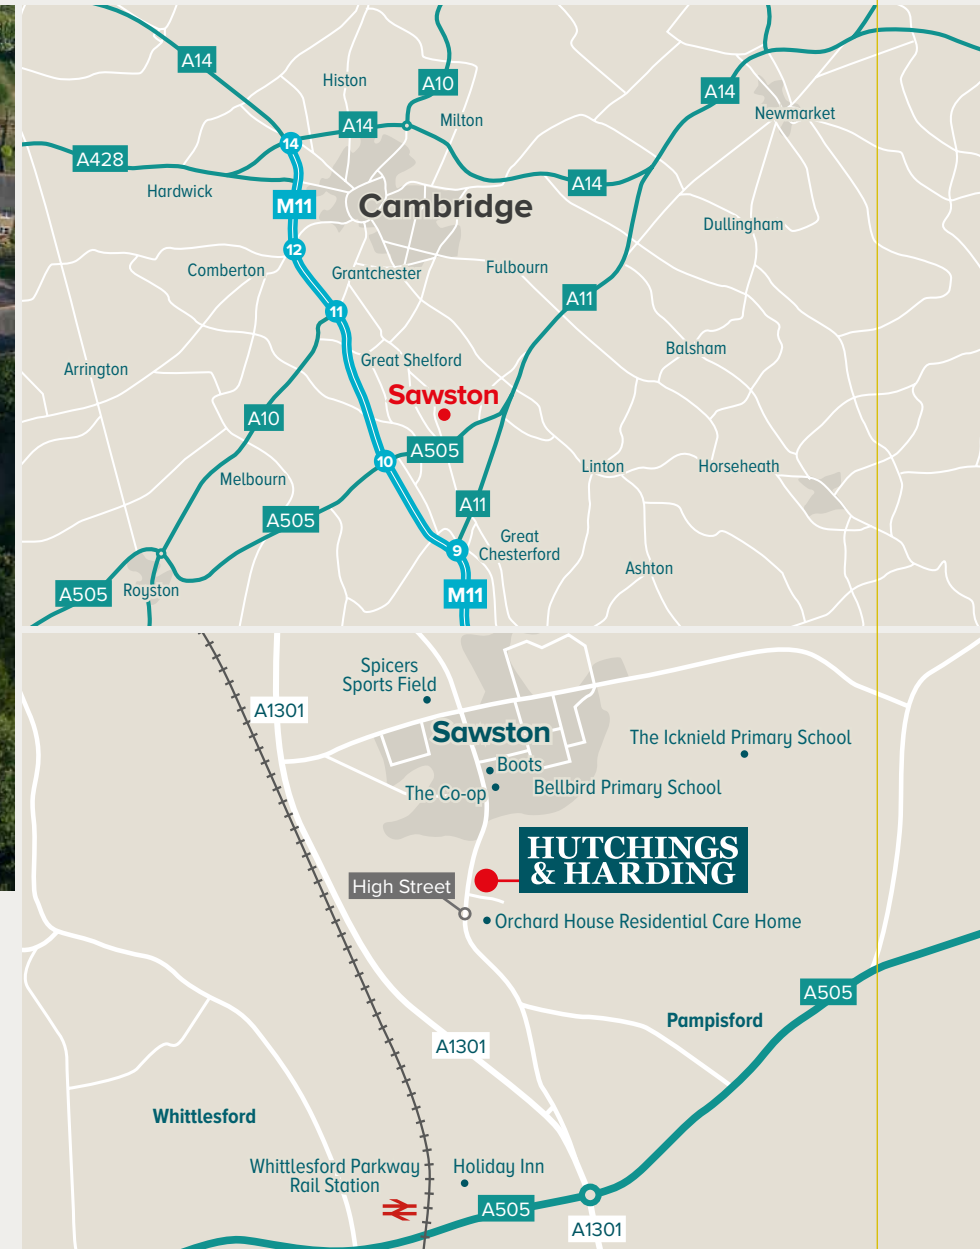 A14
Histon
A10
A14
Milton
A14
Newmarket
14
A428
Hardwick
A14
M11
Cambridge
Dullingham
12
Comberton
Grantchester
Fulbourn
A11
11
Great Shelford
Balsham
Arrington
Sawston
A10
A505
10
Linton
Horseheath
Melbourn
A11
A505
Great
Chesterford
9
Ashton
A505
Royston
M11
Spicers
Sports Field
A1301
Sawston
The Icknield Primary School
Boots
The Co-op
Bellbird Primary School
HUTCHINGS
& HARDING
High Street
Orchard House Residential Care Home
A505
Pampisford
A1301
Whittlesford
Whittlesford Parkway
Rail Station
Holiday Inn
A505
A1301